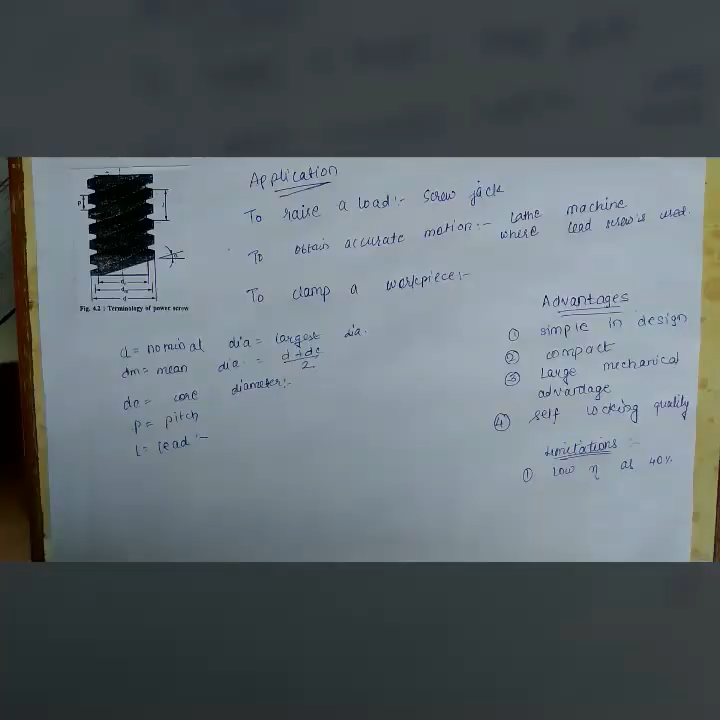 Application
To raise a load:- screw jack
To obtain accurate motion:- lathe machine
where lead screw is used.
To clamp a workpiece:-
p
l
dc
dm
d
Fig. 4.2 : Terminology of power screw
d = nominal dia = largest dia.
dm = mean dia. = d+dc/2
dc = core diameter:-
P = pitch
L = lead:-
Advantages
① simple in design
② compact
③ Large mechanical
advantage
④ self locking quality
Limitations :-
① Low η as 40%